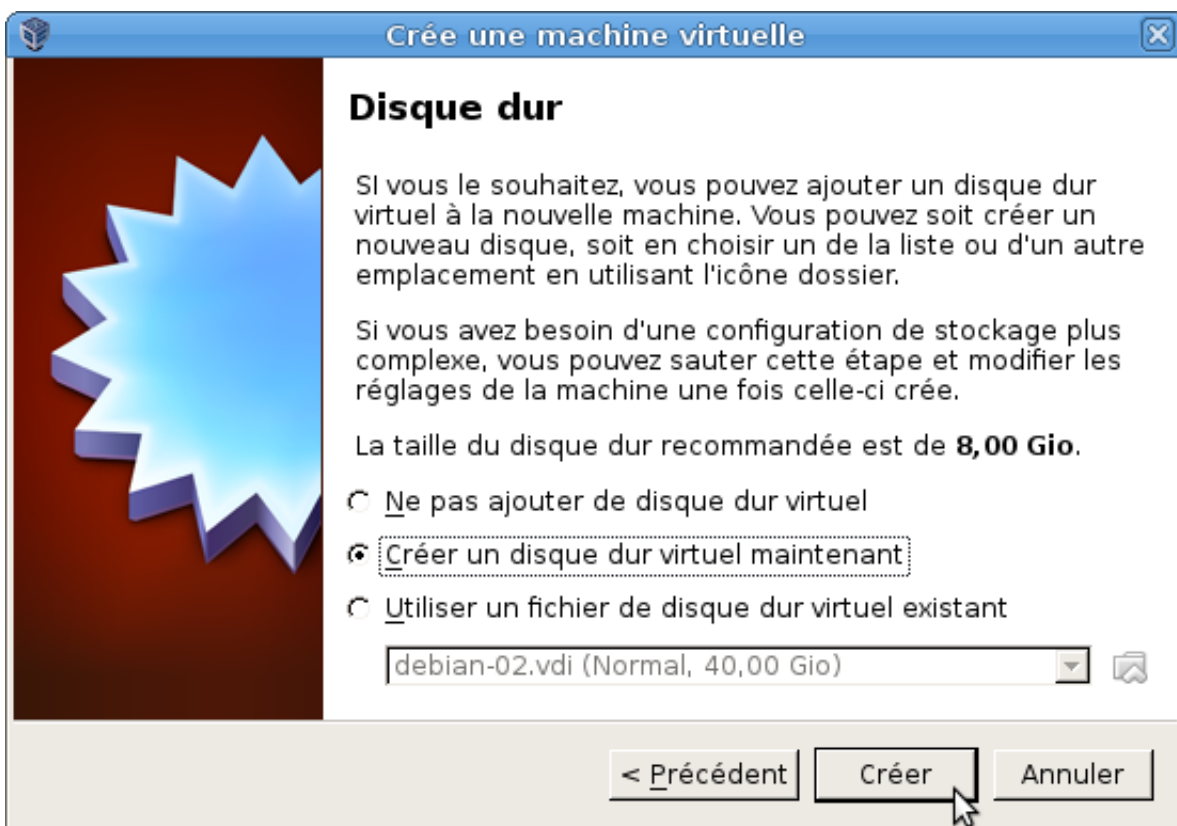 Crée une machine virtuelle
Disque dur
SI vous le souhaitez, vous pouvez ajouter un disque dur
virtuel à la nouvelle machine. Vous pouvez soit créer un
nouveau disque, soit en choisir un de la liste ou d'un autre
emplacement en utilisant l'icône dossier.
Si vous avez besoin d'une configuration de stockage plus
complexe, vous pouvez sauter cette étape et modifier les
réglages de la machine une fois celle-ci crée.
La taille du disque dur recommandée est de 8,00 Gio.
Ne pas ajouter de disque dur virtuel
Créer un disque dur virtuel maintenant
Utiliser un fichier de disque dur virtuel existant
debian-02.vdi (Normal, 40,00 Gio)
< Précédent Créer Annuler